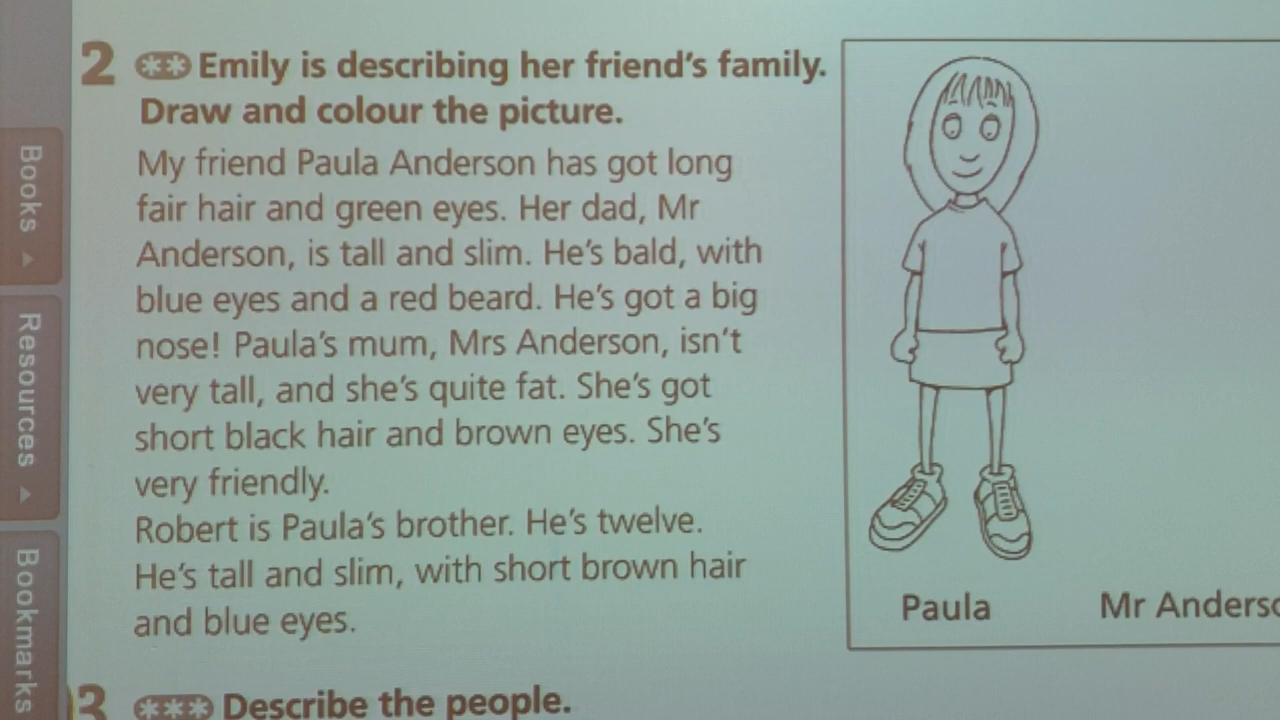 2 ** Emily is describing her friend's family.
Draw and colour the picture.
My friend Paula Anderson has got long
fair hair and green eyes. Her dad, Mr
Anderson, is tall and slim. He's bald, with
blue eyes and a red beard. He's got a big
nose! Paula's mum, Mrs Anderson, isn't
very tall, and she's quite fat. She's got
short black hair and brown eyes. She's
very friendly.
Robert is Paula's brother. He's twelve.
He's tall and slim, with short brown hair
and blue eyes.
Paula
Mr Anderso
3 *** Describe the people.
Books
Resources
Bookmarks